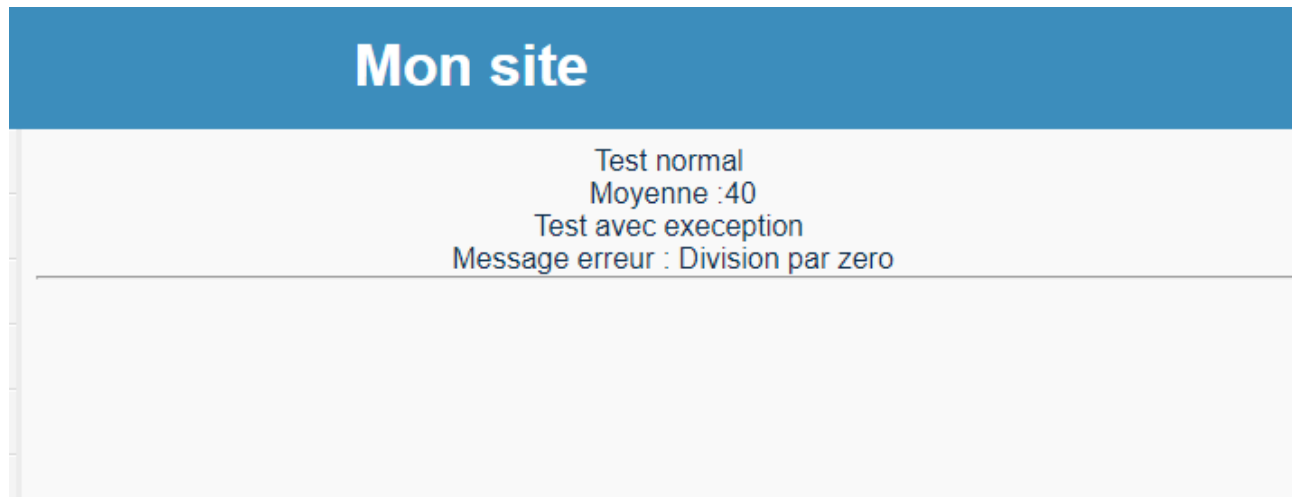 Mon site
Test normal
Moyenne :40
Test avec exeception
Message erreur : Division par zero